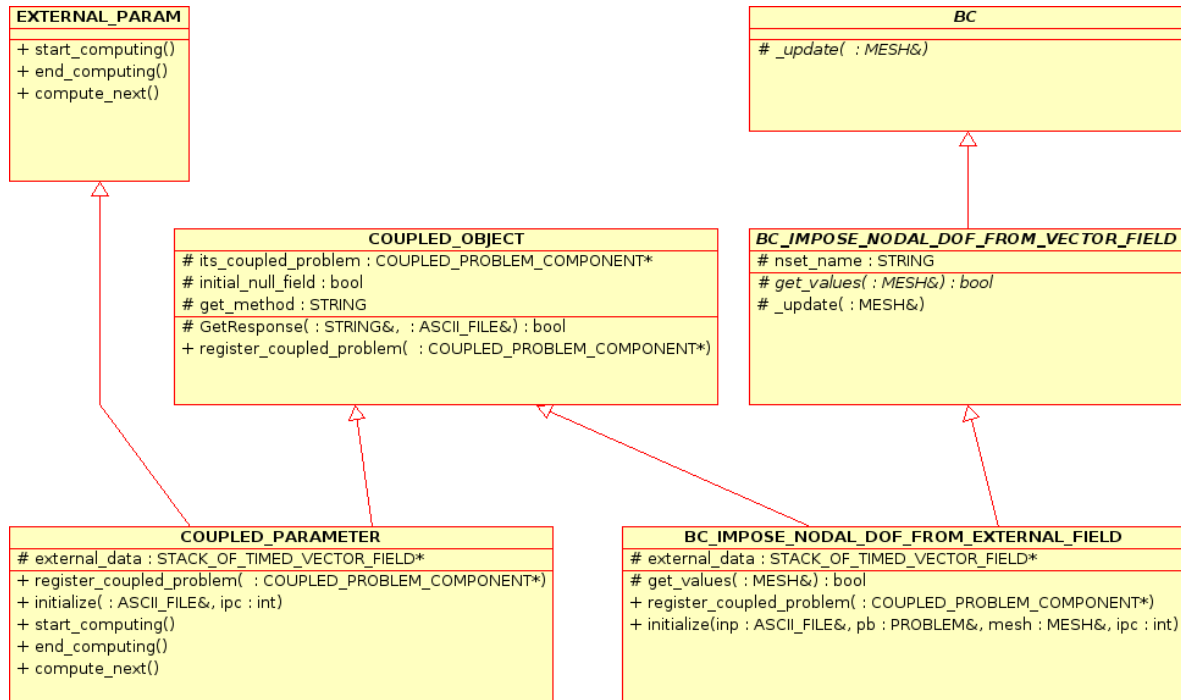 EXTERNAL_PARAM
+ start_computing()
+ end_computing()
+ compute_next()
BC
# _update( : MESH&)
COUPLED_OBJECT
# its_coupled_problem : COUPLED_PROBLEM_COMPONENT*
# initial_null_field : bool
# get_method : STRING
# GetResponse( : STRING&, : ASCII_FILE&) : bool
+ register_coupled_problem( : COUPLED_PROBLEM_COMPONENT*)
BC_IMPOSE_NODAL_DOF_FROM_VECTOR_FIELD
# nset_name : STRING
# get_values( : MESH&) : bool
# _update( : MESH&)
COUPLED_PARAMETER
# external_data : STACK_OF_TIMED_VECTOR_FIELD*
+ register_coupled_problem( : COUPLED_PROBLEM_COMPONENT*)
+ initialize( : ASCII_FILE&, ipc : int)
+ start_computing()
+ end_computing()
+ compute_next()
BC_IMPOSE_NODAL_DOF_FROM_EXTERNAL_FIELD
# external_data : STACK_OF_TIMED_VECTOR_FIELD*
# get_values( : MESH&) : bool
+ register_coupled_problem( : COUPLED_PROBLEM_COMPONENT*)
+ initialize(inp : ASCII_FILE&, pb : PROBLEM&, mesh : MESH&, ipc : int)